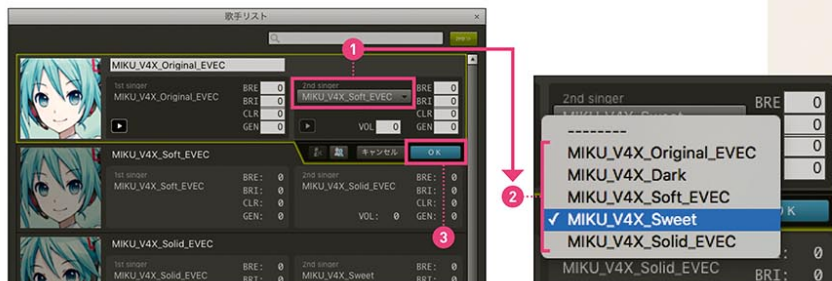 歌手リスト
MIKU_V4X_Original_EVEC
1st singer
MIKU_V4X_Original_EVEC
BRE 0
BRI 0
CLR 0
GEN 0
1
2nd singer
MIKU_V4X_Soft_EVEC
VOL 0
BRE 0
BRI 0
CLR 0
GEN 0
キャンセル
OK
MIKU_V4X_Soft_EVEC
1st singer
MIKU_V4X_Soft_EVEC
BRE: 0
BRI: 0
CLR: 0
GEN: 0
2nd singer
MIKU_V4X_Solid_EVEC
VOL: 0
BRE: 0
BRI: 0
CLR: 0
GEN: 0
3
MIKU_V4X_Solid_EVEC
1st singer
MIKU_V4X_Solid_EVEC
BRE: 0
BRI: 0
2nd singer
MIKU_V4X_Sweet
BRE: 0
BRI: 0
2
2nd singer
MIKU_V4X_Sweet
BRE 0
0
0
0
--------
MIKU_V4X_Original_EVEC
MIKU_V4X_Dark
MIKU_V4X_Soft_EVEC
✓ MIKU_V4X_Sweet
MIKU_V4X_Solid_EVEC
K
: 0
MIKU_V4X_Solid_EVEC
BRI: 0